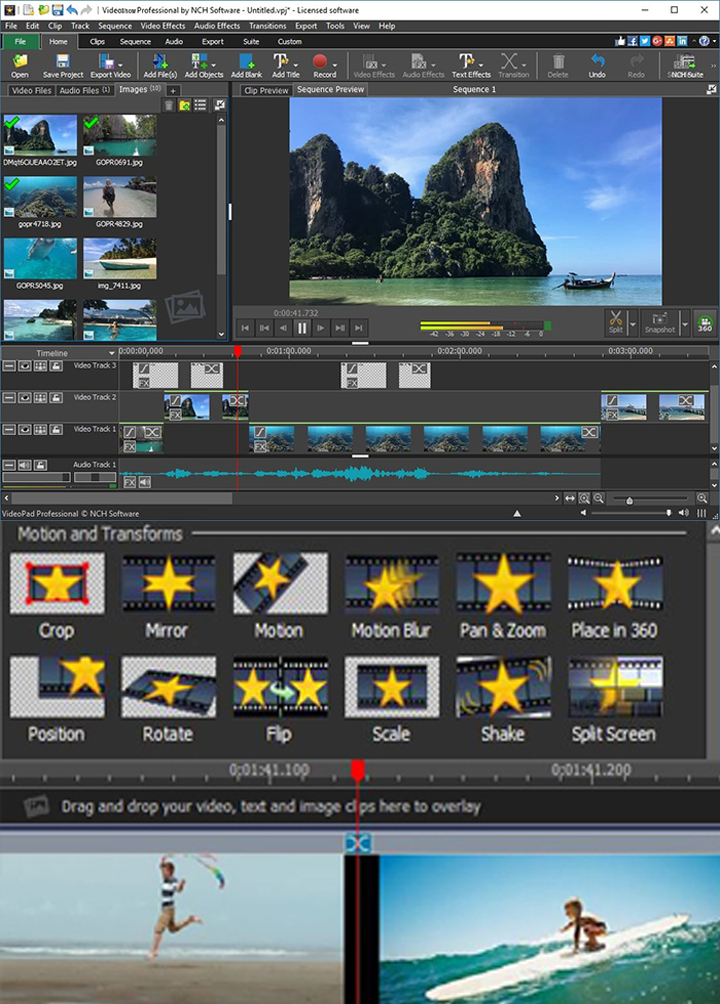 VideoShow Professional by NCH Software - Untitled.vpj* - Licensed software
File Edit Clip Track Sequence Video Effects Audio Effects Transitions Export Tools View Help
File Home Clips Sequence Audio Export Suite Custom
Open Save Project Export Video Add File(s) Add Objects Add Blank Add Title Record Video Effects Audio Effects Text Effects Transition Delete Undo Redo NCH Suite
Video Files Audio Files (1) Images (10) +
Clip Preview Sequence Preview Sequence 1
GOPR0691.jpg
gopr4718.jpg GOPR4829.jpg
GOPR5045.jpg img_7411.jpg
0:00:41.732
-42 -36 -30 -24 -18 -12 -6 0
Split Snapshot 360
Timeline 0:00:00.000 0:01:00.000 0:02:00.000 0:03:00.000
Video Track 3
FX FX
Video Track 2
FX FX
Video Track 1
FX FX
Audio Track 1
FX
VideoPad Professional © NCH Software
Motion and Transforms
Crop Mirror Motion Motion Blur Pan & Zoom Place in 360
Position Rotate Flip Scale Shake Split Screen
0:01:41.100 0:01:41.200
Drag and drop your video, text and image clips here to overlay